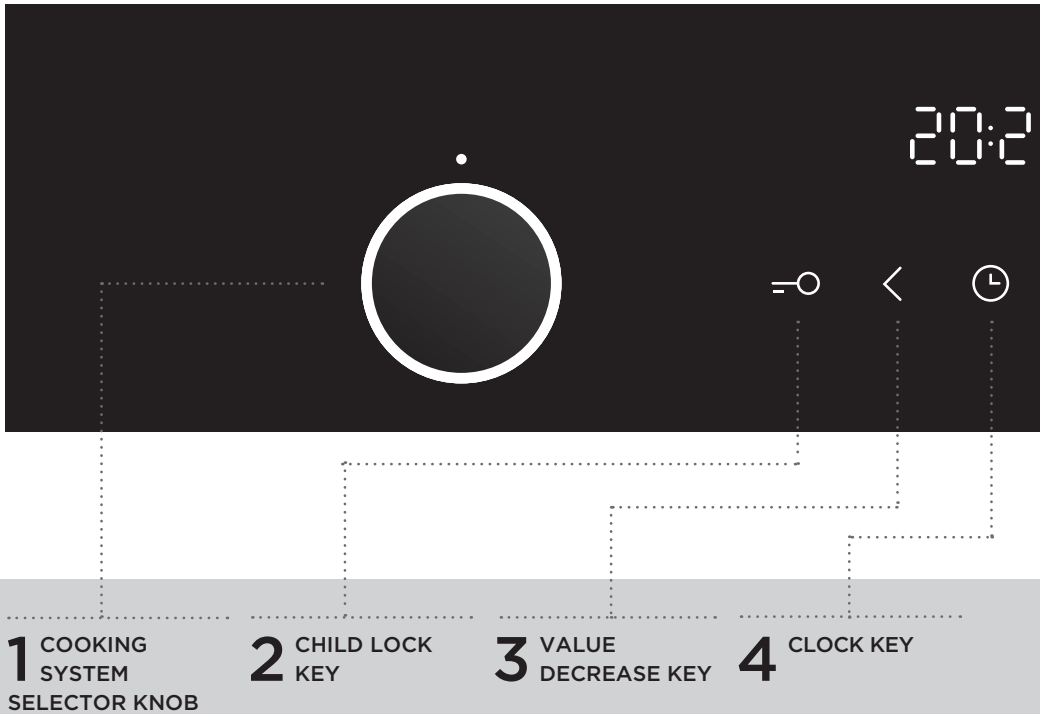 20:2
1 COOKING
SYSTEM
SELECTOR KNOB
2 CHILD LOCK
KEY
3 VALUE
DECREASE KEY
4 CLOCK KEY